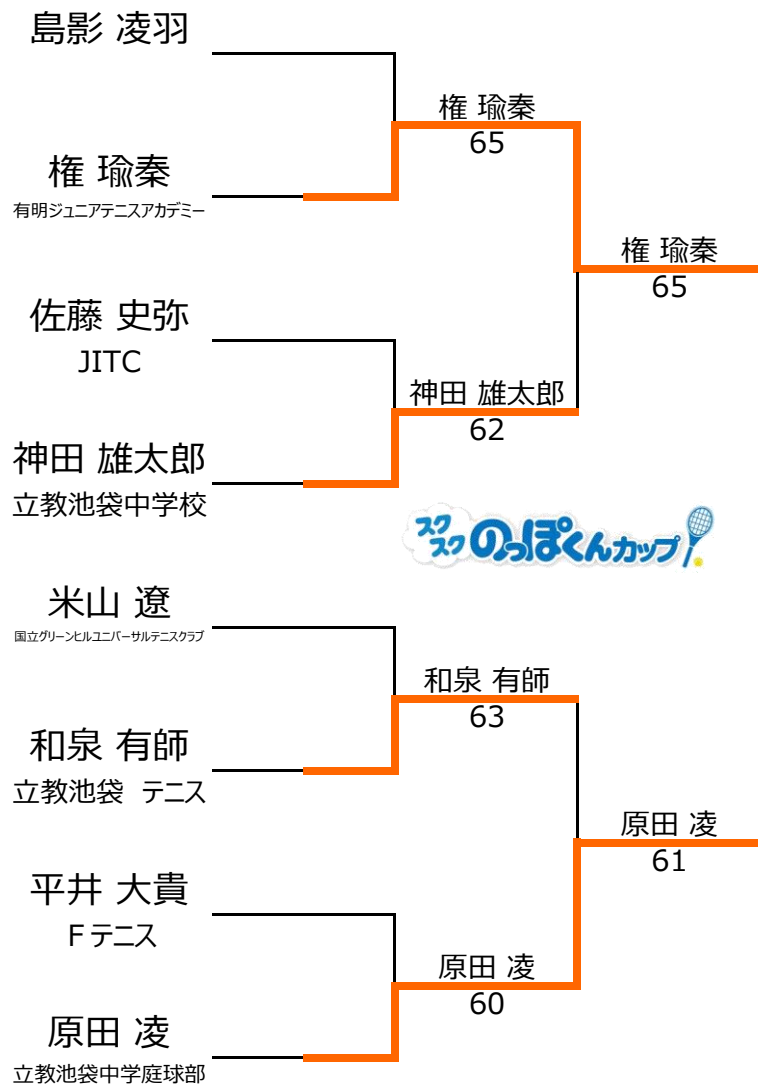 島影 凌羽
権 瑜秦
65
権 瑜秦
有明ジュニアテニスアカデミー
権 瑜秦
65
佐藤 史弥
JITC
神田 雄太郎
62
神田 雄太郎
立教池袋中学校
スクスク のっぽくんカップ
米山 遼
国立グリーンヒルユニバーサルテニスクラブ
和泉 有師
63
和泉 有師
立教池袋 テニス
原田 凌
61
平井 大貴
Fテニス
原田 凌
60
原田 凌
立教池袋中学庭球部